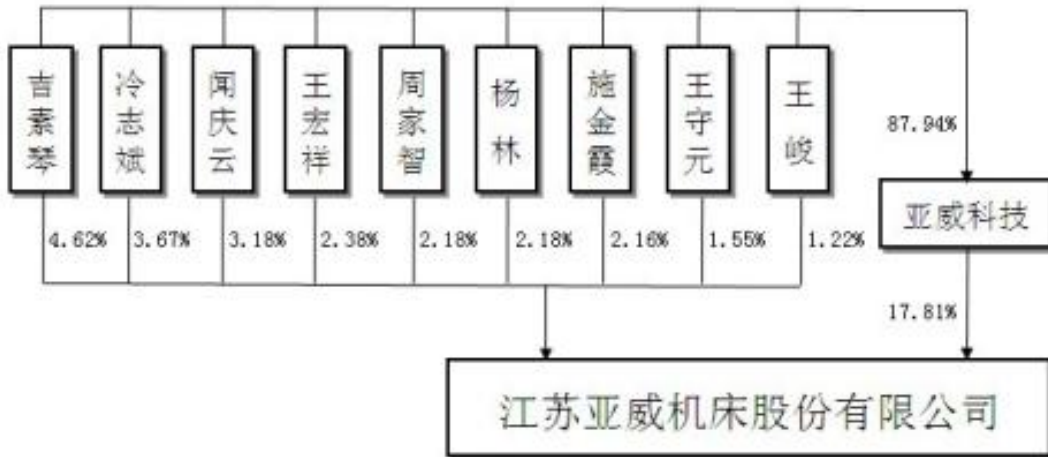 吉素琴
冷志斌
闻庆云
王宏祥
周家智
杨林
施金霞
王守元
王峻
87.94%
亚威科技
4.62%
3.67%
3.18%
2.38%
2.18%
2.18%
2.16%
1.55%
1.22%
17.81%
江苏亚威机床股份有限公司